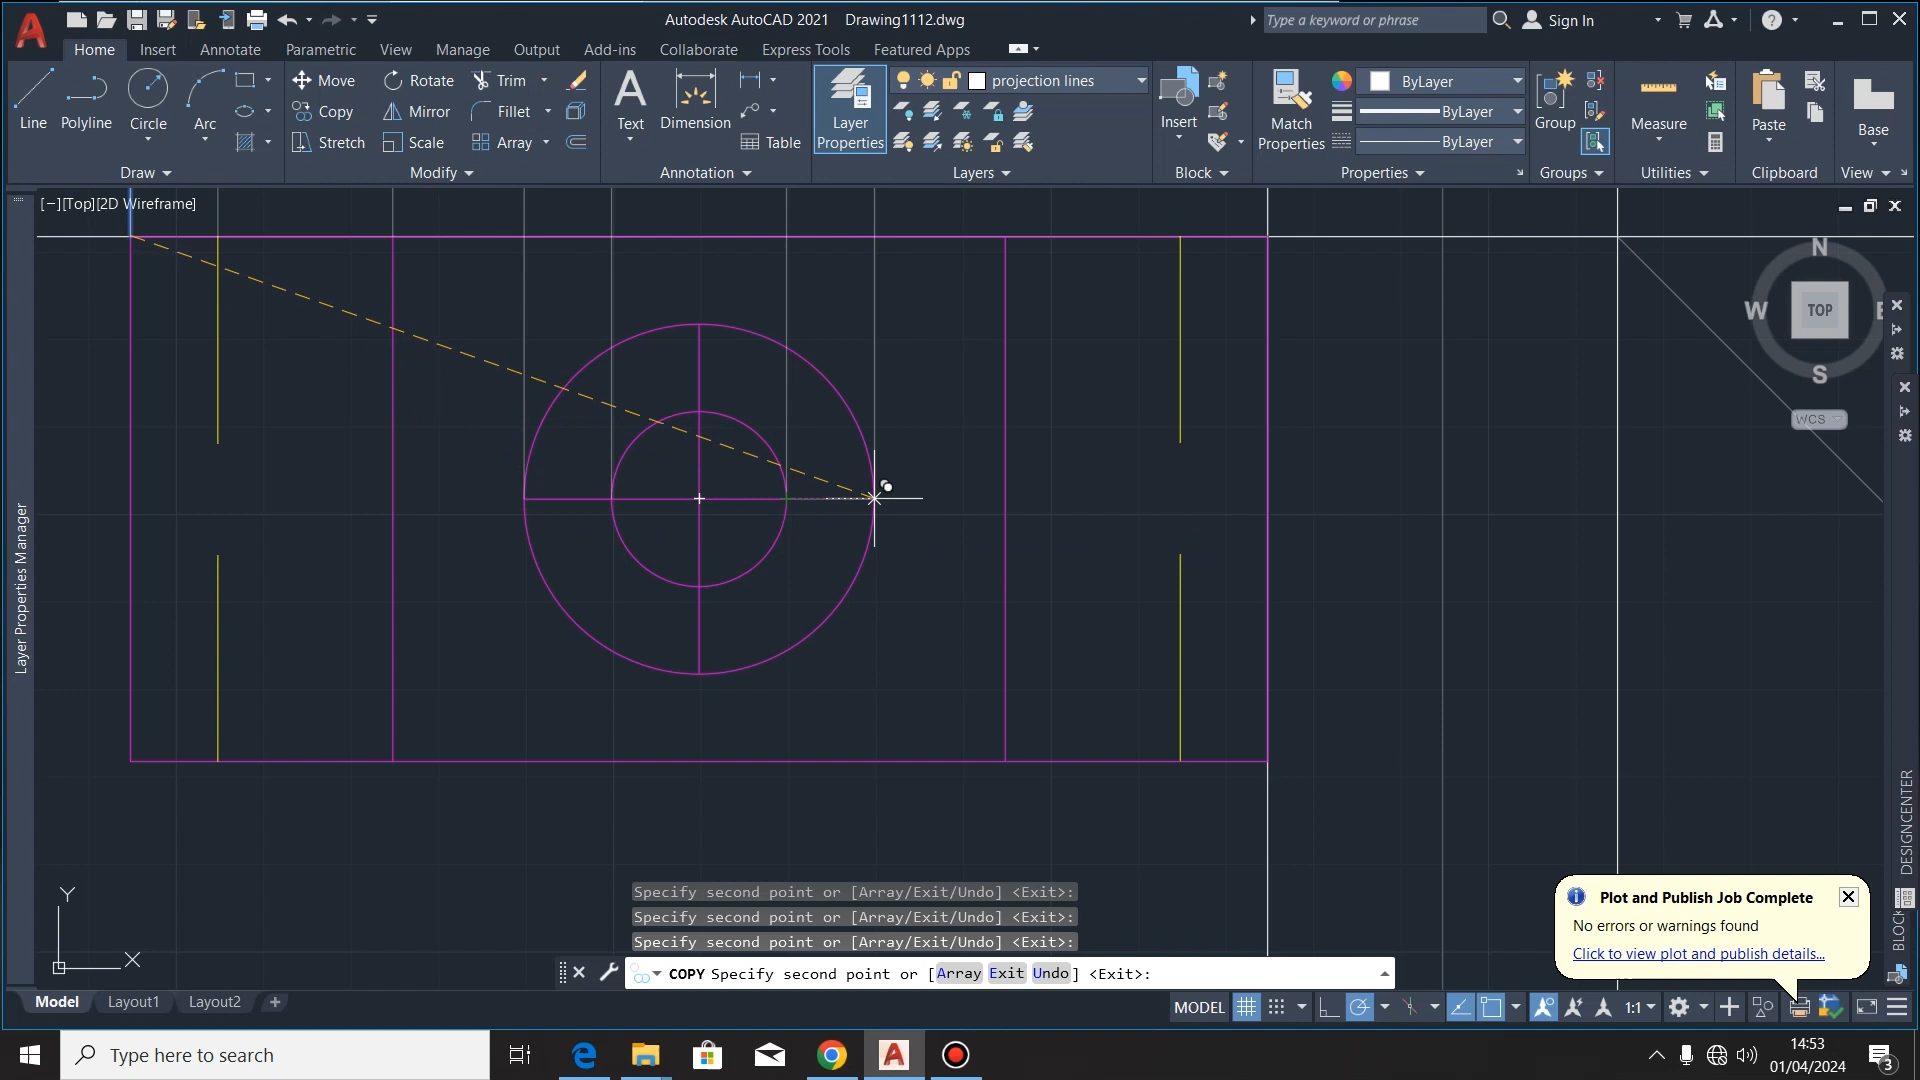 Autodesk AutoCAD 2021 Drawing1112.dwg
Type a keyword or phrase
Sign In
Home Insert Annotate Parametric View Manage Output Add-ins Collaborate Express Tools Featured Apps
Line Polyline Circle Arc
Move Rotate Trim
Copy Mirror Fillet
Stretch Scale Array
Text Dimension Table
Layer Properties
projection lines
Insert
Match Properties
ByLayer
ByLayer
ByLayer
Group
Measure
Paste
Base
Draw Modify Annotation Layers Block Properties Groups Utilities Clipboard View
[−][Top][2D Wireframe]
N
W TOP E
S
WCS
Layer Properties Manager
DESIGNCENTER
BLOCK
Y
X
Specify second point or [Array/Exit/Undo] <Exit>:
Specify second point or [Array/Exit/Undo] <Exit>:
Specify second point or [Array/Exit/Undo] <Exit>:
COPY Specify second point or [Array Exit Undo] <Exit>:
Plot and Publish Job Complete
No errors or warnings found
Click to view plot and publish details...
Model Layout1 Layout2
MODEL
1:1
Type here to search
14:53
01/04/2024
3